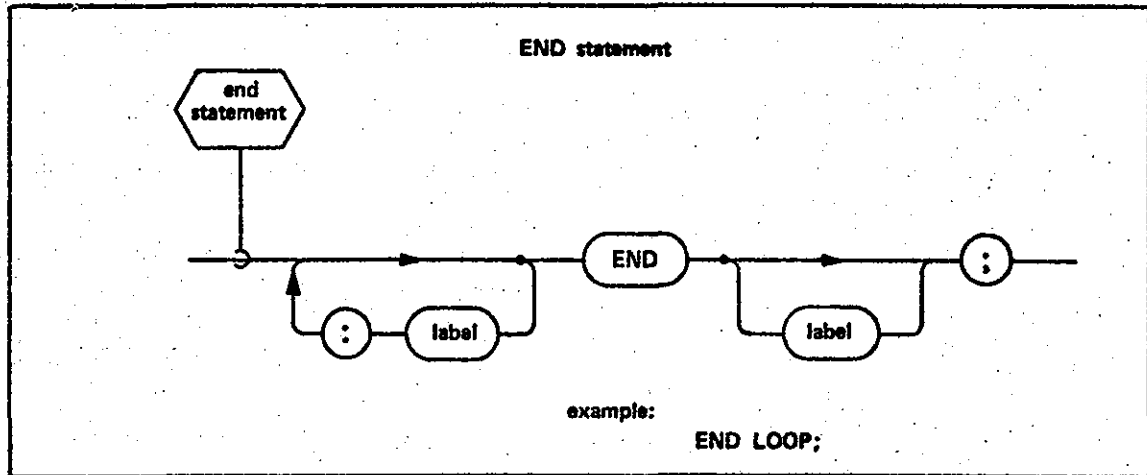 END statement
end
statement
END
;
:
label
label
example:
END LOOP;